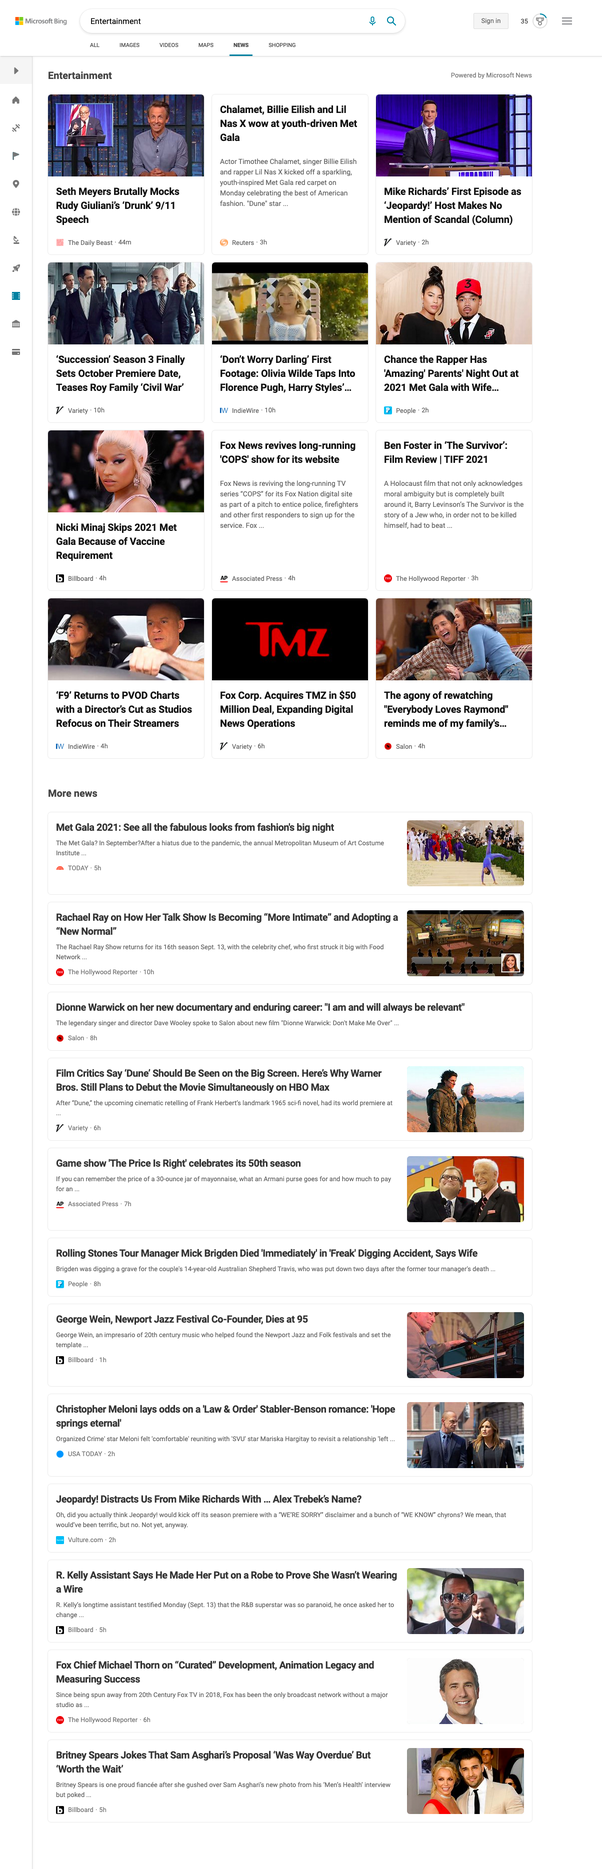 Microsoft Bing
Entertainment
Sign in
35
ALL
IMAGES
VIDEOS
MAPS
NEWS
SHOPPING
Entertainment
Powered by Microsoft News
Seth Meyers Brutally Mocks
Rudy Giuliani's 'Drunk' 9/11
Speech
The Daily Beast · 44m
Chalamet, Billie Eilish and Lil
Nas X wow at youth-driven Met
Gala
Actor Timothee Chalamet, singer Billie Eilish
and rapper Lil Nas X kicked off a sparkling,
youth-inspired Met Gala red carpet on
Monday celebrating the best of American
fashion. "Dune" star ...
Reuters · 3h
Mike Richards' First Episode as
'Jeopardy!' Host Makes No
Mention of Scandal (Column)
Variety · 2h
'Succession' Season 3 Finally
Sets October Premiere Date,
Teases Roy Family 'Civil War'
Variety · 10h
'Don't Worry Darling' First
Footage: Olivia Wilde Taps Into
Florence Pugh, Harry Styles'...
IW IndieWire · 10h
Chance the Rapper Has
'Amazing' Parents' Night Out at
2021 Met Gala with Wife...
People · 2h
Nicki Minaj Skips 2021 Met
Gala Because of Vaccine
Requirement
Billboard · 4h
Fox News revives long-running
'COPS' show for its website
Fox News is reviving the long-running TV
series "COPS" for its Fox Nation digital site
as part of a pitch to entice police, firefighters
and other first responders to sign up for the
service. Fox ...
AP Associated Press · 4h
Ben Foster in 'The Survivor':
Film Review | TIFF 2021
A Holocaust film that not only acknowledges
moral ambiguity but is completely built
around it, Barry Levinson's The Survivor is the
story of a Jew who, in order not to be killed
himself, had to beat ...
The Hollywood Reporter · 3h
'F9' Returns to PVOD Charts
with a Director's Cut as Studios
Refocus on Their Streamers
IW IndieWire · 4h
TMZ
Fox Corp. Acquires TMZ in $50
Million Deal, Expanding Digital
News Operations
Variety · 6h
The agony of rewatching
"Everybody Loves Raymond"
reminds me of my family's...
Salon · 4h
More news
Met Gala 2021: See all the fabulous looks from fashion's big night
The Met Gala? In September?After a hiatus due to the pandemic, the annual Metropolitan Museum of Art Costume
Institute ...
TODAY · 5h
Rachael Ray on How Her Talk Show Is Becoming "More Intimate" and Adopting a
"New Normal"
The Rachael Ray Show returns for its 16th season Sept. 13, with the celebrity chef, who first struck it big with Food
Network ...
The Hollywood Reporter · 10h
Dionne Warwick on her new documentary and enduring career: "I am and will always be relevant"
The legendary singer and director Dave Wooley spoke to Salon about new film "Dionne Warwick: Don't Make Me Over" ...
Salon · 8h
Film Critics Say 'Dune' Should Be Seen on the Big Screen. Here's Why Warner
Bros. Still Plans to Debut the Movie Simultaneously on HBO Max
After "Dune," the upcoming cinematic retelling of Frank Herbert's landmark 1965 sci-fi novel, had its world premiere at
...
Variety · 6h
Game show 'The Price Is Right' celebrates its 50th season
If you can remember the price of a 30-ounce jar of mayonnaise, what an Armani purse goes for and how much to pay
for an ...
AP Associated Press · 7h
Rolling Stones Tour Manager Mick Brigden Died 'Immediately' in 'Freak' Digging Accident, Says Wife
Brigden was digging a grave for the couple's 14-year-old Australian Shepherd Travis, who was put down two days after the former tour manager's death ...
People · 8h
George Wein, Newport Jazz Festival Co-Founder, Dies at 95
George Wein, an impresario of 20th century music who helped found the Newport Jazz and Folk festivals and set the
template ...
Billboard · 1h
Christopher Meloni lays odds on a 'Law & Order' Stabler-Benson romance: 'Hope
springs eternal'
Organized Crime' star Meloni felt 'comfortable' reuniting with 'SVU' star Mariska Hargitay to revisit a relationship 'left ...
USA TODAY · 2h
Jeopardy! Distracts Us From Mike Richards With ... Alex Trebek's Name?
Oh, did you actually think Jeopardy! would kick off its season premiere with a "WE'RE SORRY" disclaimer and a bunch of "WE KNOW" chyrons? We mean, that
would've been terrific, but no. Not yet, anyway.
Vulture.com · 2h
R. Kelly Assistant Says He Made Her Put on a Robe to Prove She Wasn't Wearing
a Wire
R. Kelly's longtime assistant testified Monday (Sept. 13) that the R&B superstar was so paranoid, he once asked her to
change ...
Billboard · 5h
Fox Chief Michael Thorn on "Curated" Development, Animation Legacy and
Measuring Success
Since being spun away from 20th Century Fox TV in 2018, Fox has been the only broadcast network without a major
studio as ...
The Hollywood Reporter · 6h
Britney Spears Jokes That Sam Asghari's Proposal 'Was Way Overdue' But
'Worth the Wait'
Britney Spears is one proud fiancée after she gushed over Sam Asghari's new photo from his 'Men's Health' interview
but poked ...
Billboard · 5h